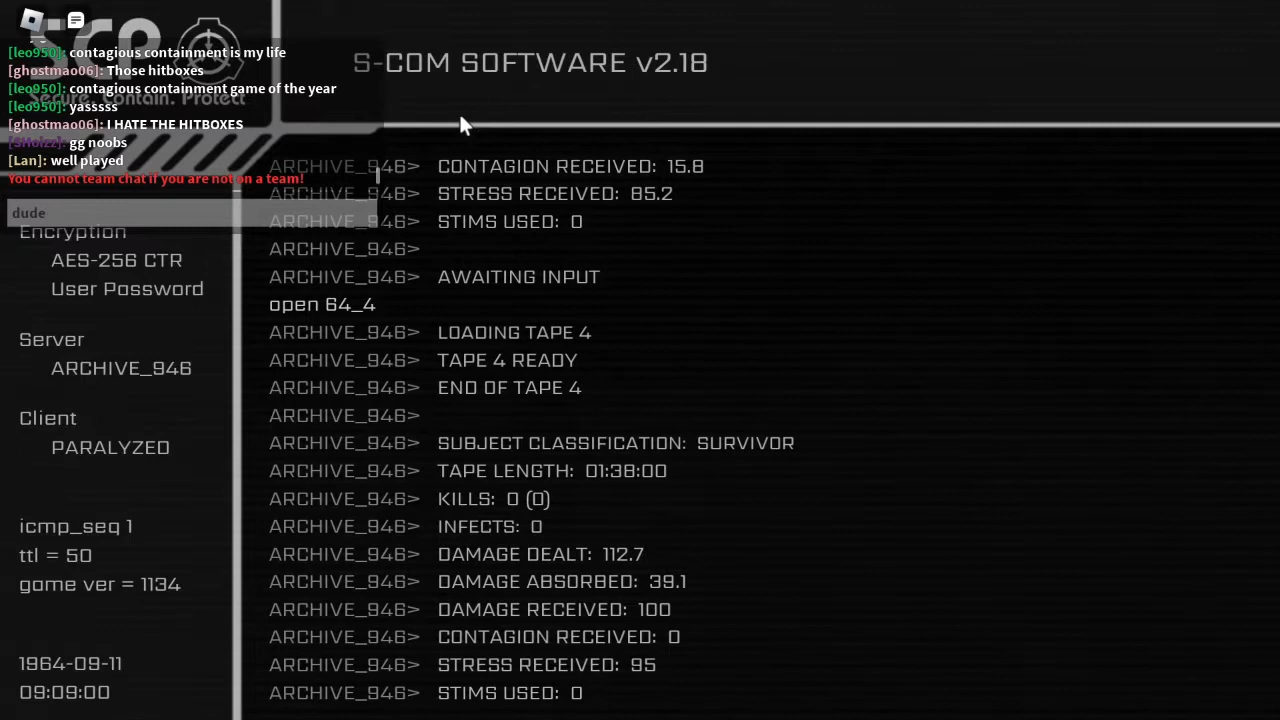 SCP
S-COM SOFTWARE v2.18
Secure. Contain. Protect
[leo950]: contagious containment is my life
[ghostmao06]: Those hitboxes
[leo950]: contagious containment game of the year
[leo950]: yasssss
[ghostmao06]: I HATE THE HITBOXES
[SHoizz]: gg noobs
[Lan]: well played
You cannot team chat if you are not on a team!
dude
Encryption
AES-256 CTR
User Password
Server
ARCHIVE_946
Client
PARALYZED
icmp_seq 1
ttl = 50
game ver = 1134
1964-09-11
09:09:00
ARCHIVE_946> CONTAGION RECEIVED: 15.8
ARCHIVE_946> STRESS RECEIVED: 85.2
ARCHIVE_946> STIMS USED: 0
ARCHIVE_946>
ARCHIVE_946> AWAITING INPUT
open 64_4
ARCHIVE_946> LOADING TAPE 4
ARCHIVE_946> TAPE 4 READY
ARCHIVE_946> END OF TAPE 4
ARCHIVE_946>
ARCHIVE_946> SUBJECT CLASSIFICATION: SURVIVOR
ARCHIVE_946> TAPE LENGTH: 01:38:00
ARCHIVE_946> KILLS: 0 (0)
ARCHIVE_946> INFECTS: 0
ARCHIVE_946> DAMAGE DEALT: 112.7
ARCHIVE_946> DAMAGE ABSORBED: 39.1
ARCHIVE_946> DAMAGE RECEIVED: 100
ARCHIVE_946> CONTAGION RECEIVED: 0
ARCHIVE_946> STRESS RECEIVED: 95
ARCHIVE_946> STIMS USED: 0